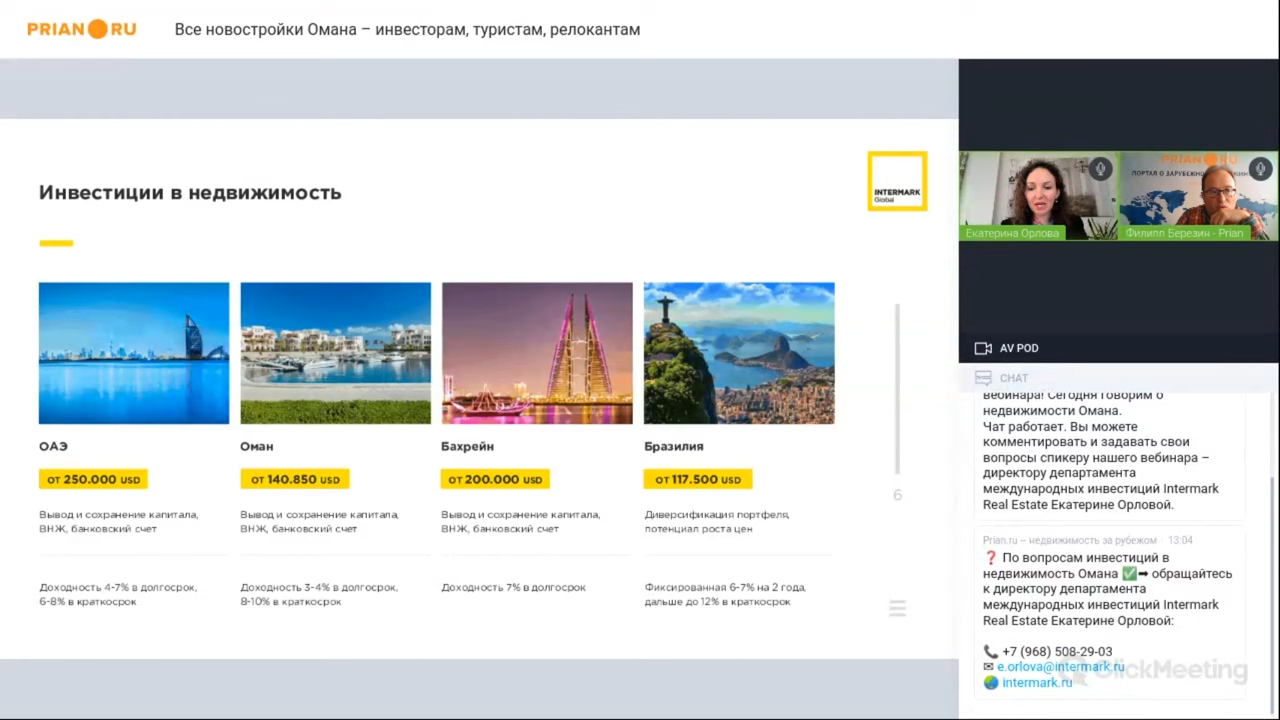 PRIAN RU
Все новостройки Омана – инвесторам, туристам, релокантам
Инвестиции в недвижимость
INTERMARK
Global
ОАЭ
ОТ 250.000 USD
Вывод и сохранение капитала,
ВНЖ, банковский счет
Доходность 4-7% в долгосрок,
6-8% в краткосрок
Оман
ОТ 140.850 USD
Вывод и сохранение капитала,
ВНЖ, банковский счет
Доходность 3-4% в долгосрок,
8-10% в краткосрок
Бахрейн
ОТ 200.000 USD
Вывод и сохранение капитала,
ВНЖ, банковский счет
Доходность 7% в долгосрок
Бразилия
ОТ 117.500 USD
Диверсификация портфеля,
потенциал роста цен
Фиксированная 6-7% на 2 года,
дальше до 12% в краткосрок
6
PRIAN RU
ПОРТАЛ О ЗАРУБЕЖНО
Екатерина Орлова
Филипп Березин - Prian
AV POD
CHAT
вебинара! Сегодня говорим о
недвижимости Омана.
Чат работает. Вы можете
комментировать и задавать свои
вопросы спикеру нашего вебинара –
директору департамента
международных инвестиций Intermark
Real Estate Екатерине Орловой.
Prian.ru – недвижимость за рубежом · 13:04
❓ По вопросам инвестиций в
недвижимость Омана ✅➡ обращайтесь
к директору департамента
международных инвестиций Intermark
Real Estate Екатерине Орловой:
📞 +7 (968) 508-29-03
✉ e.orlova@intermark.ru
🌏 intermark.ru
ClickMeeting